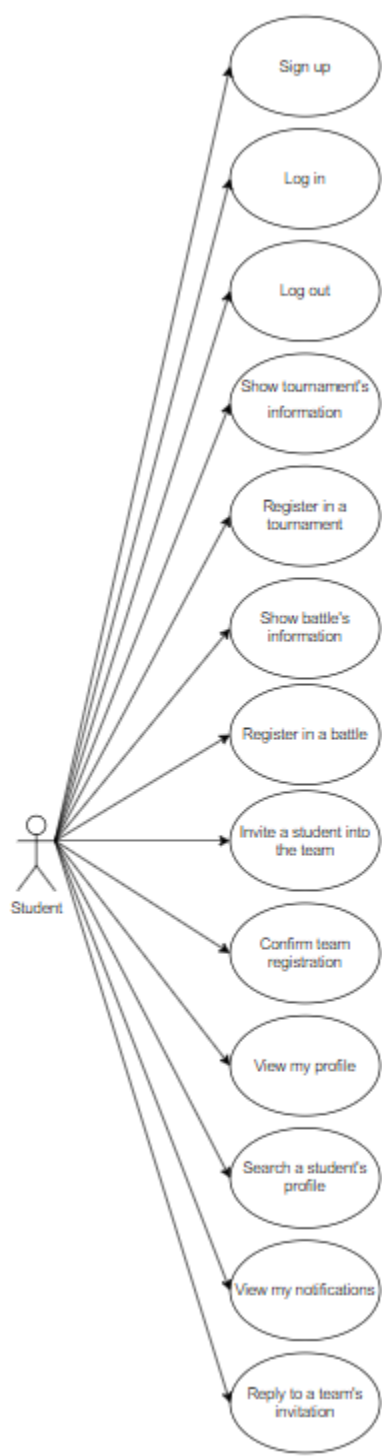 Sign up
Log in
Log out
Show tournament's
information
Register in a
tournament
Show battle's
information
Register in a battle
Invite a student into
the team
Student
Confirm team
registration
View my profile
Search a student's
profile
View my notifications
Reply to a team's
invitation